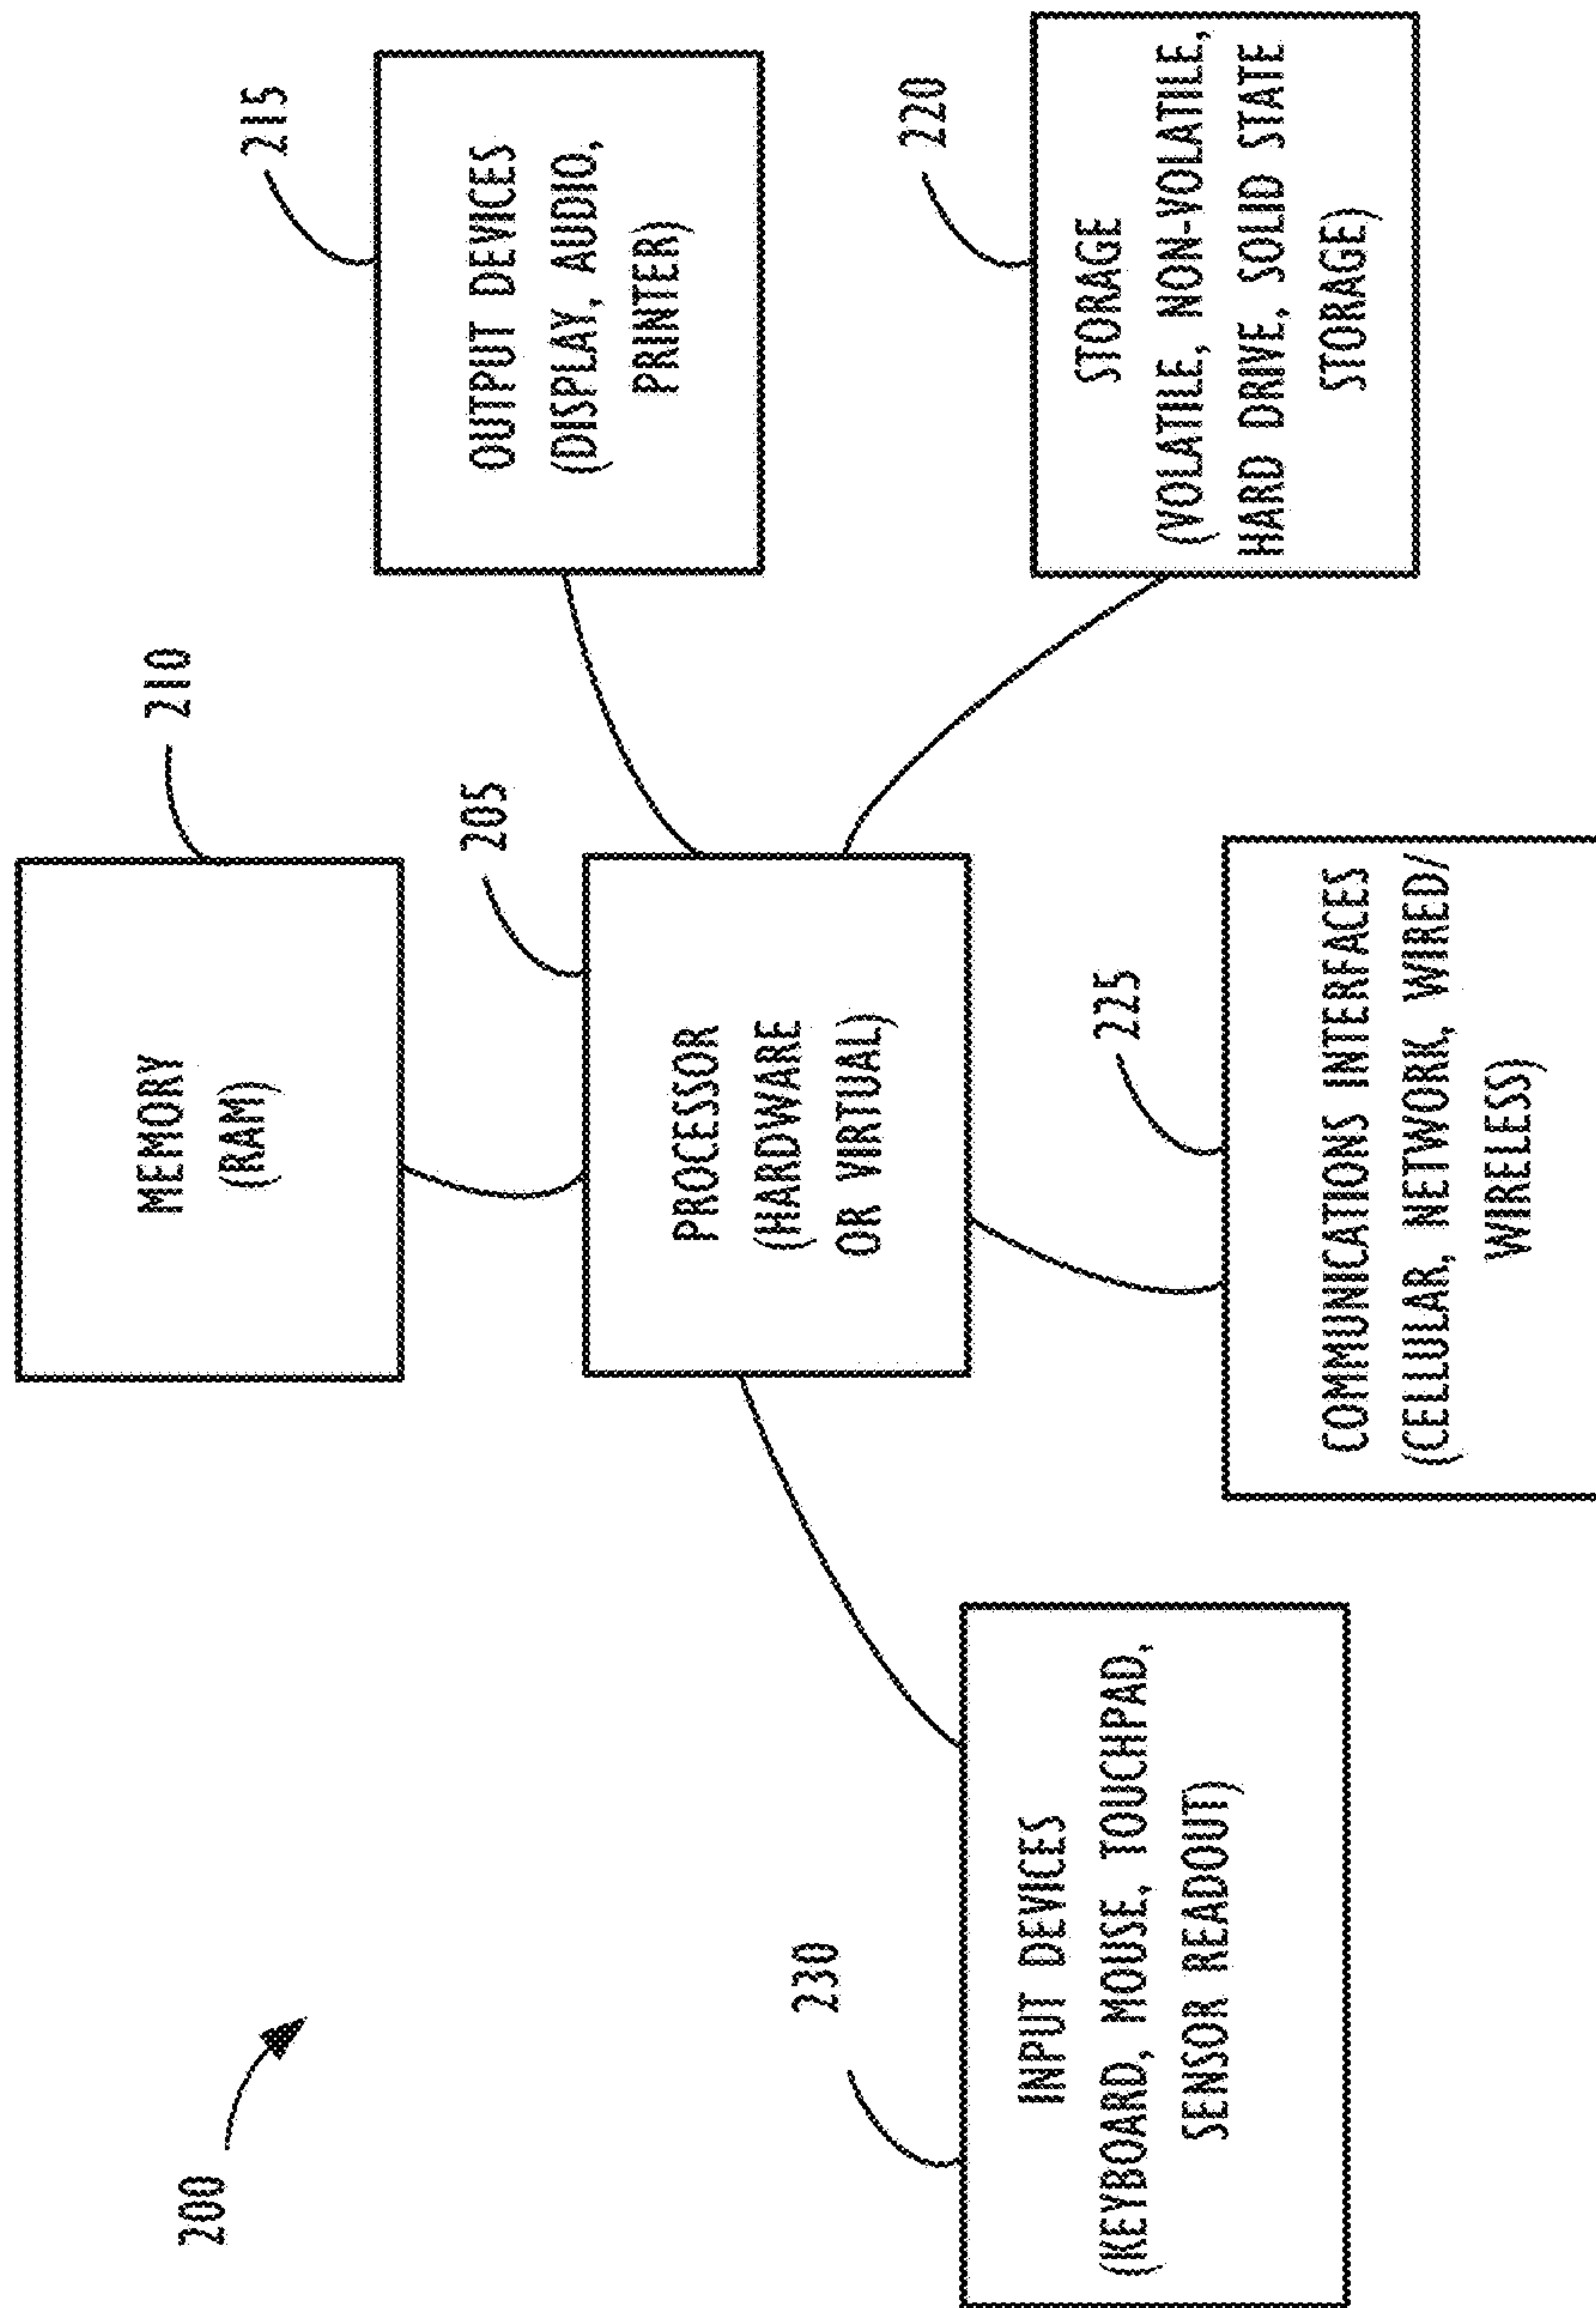 200
MEMORY
(RAM)
210
PROCESSOR
(HARDWARE
OR VIRTUAL)
205
OUTPUT DEVICES
(DISPLAY, AUDIO,
PRINTER)
215
STORAGE
(VOLATILE, NON-VOLATILE,
HARD DRIVE, SOLID STATE
STORAGE)
220
COMMUNICATIONS INTERFACES
(CELLULAR, NETWORK, WIRED/
WIRELESS)
225
INPUT DEVICES
(KEYBOARD, MOUSE, TOUCHPAD,
SENSOR READOUT)
230